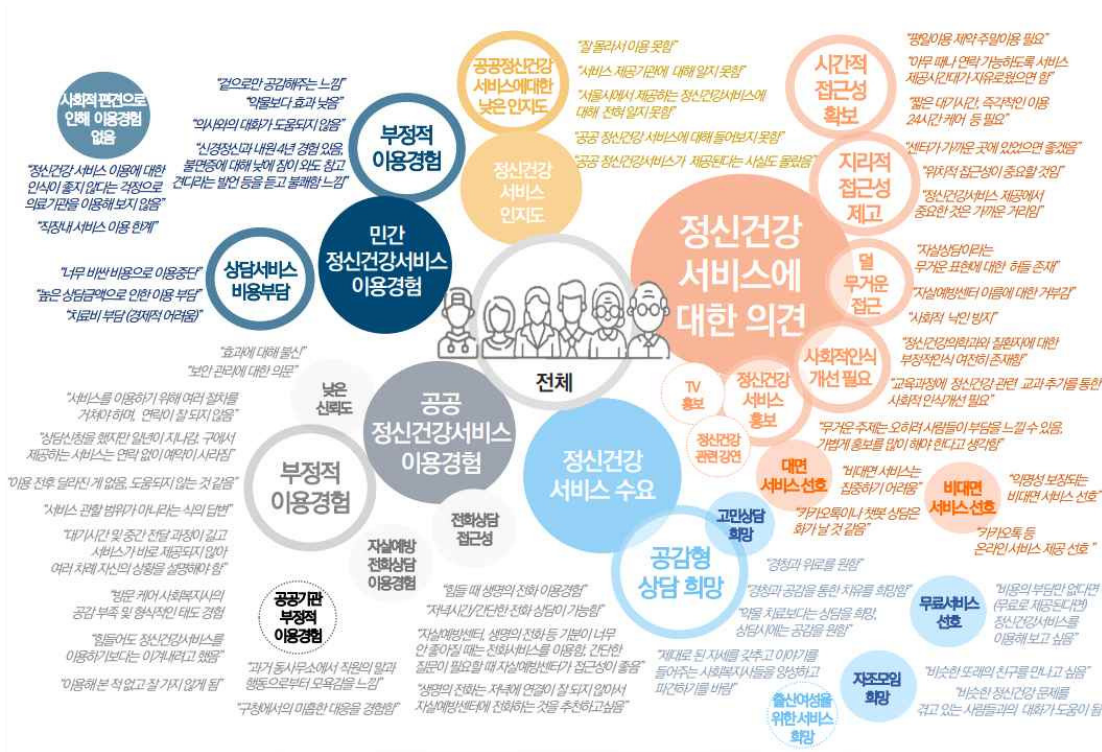 사회적 편견으로
인해 이용경험
없음
"정신건강 서비스 이용에 대한
인식이 좋지 않다는 걱정으로
의료기관을 이용해 보지 않음"
"직장내 서비스 이용 한계"
"겉으로만 공감해주는 느낌"
"약물보다 효과 낮음"
"의사와의 대화가 도움되지 않음"
"신경정신과 내원 4년 경험 있음,
불면증에 대해 낮에 잠이 와도 참고
견디라는 발언 등을 듣고 불쾌함 느낌"
부정적
이용경험
민간
정신건강서비스
이용경험
상담서비스
비용부담
"너무 비싼 비용으로 이용중단"
"높은 상담금액으로 인한 이용 부담"
"치료비 부담 (경제적 어려움)"
공공정신건강
서비스에대한
낮은 인지도
"잘 몰라서 이용 못함"
"서비스 제공기관에 대해 알지 못함"
"서울시에서 제공하는 정신건강서비스에
대해 전혀 알지 못함"
"공공 정신건강 서비스에 대해 들어보지 못함"
"공공 정신건강 서비스가 제공된다는 사실도 몰랐음"
정신건강
서비스
인지도
정신건강
서비스에
대한 의견
시간적
접근성
확보
"평일이용 제약 주말이용 필요"
"아무 때나 연락 가능하도록 서비스
제공시간대가 자유로웠으면 함"
"짧은 대기시간, 즉각적인 이용
24시간 케어 등 필요"
지리적
접근성
제고
"센터가 가까운 곳에 있었으면 좋겠음"
"위치적 접근성이 중요할 것임"
"정신건강서비스 제공에서
중요한 것은 가까운 거리임"
덜
무거운
접근
"자살상담이라는
무거운 표현에 대한 허들 존재"
"자살예방센터 이름에 대한 거부감"
"사회적 낙인 방지"
사회적인식
개선 필요
"정신건강의학과와 질환자에 대한
부정적인식 여전히 존재함"
"교육과정에 정신건강 관련 교과 추가를 통한
사회적 인식개선 필요"
TV
홍보
정신건강
서비스
홍보
정신건강
관련 강연
"무거운 주제는 오히려 사람들이 부담을 느낄 수 있음,
가볍게 홍보를 많이 해야 한다고 생각함"
전체
"효과에 대해 불신"
"보안 관리에 대한 의문"
낮은
신뢰도
공공
정신건강서비스
이용경험
부정적
이용경험
"서비스를 이용하기 위해 여러 절차를
거쳐야 하며, 연락이 잘 되지 않음"
"상담신청을 했지만 일년이 지나감, 구에서
제공하는 서비스는 연락 없이 예약이 사라짐"
"이용 전후 달라진 게 없음, 도움되지 않는 것 같음"
"서비스 관할 범위가 아니라는 식의 답변"
"대기시간 및 중간 전달 과정이 길고
서비스가 바로 제공되지 않아
여러 차례 자신의 상황을 설명해야 함"
"방문 케어 사회복지사의
공감 부족 및 형식적인 태도 경험
"힘들어도 정신건강서비스를
이용하기보다는 이겨내려고 했음"
"이용해 본 적 없고 잘 가지 않게 됨"
공공기관
부정적
이용경험
"과거 동사무소에서 직원의 말과
행동으로부터 모욕감을 느낌"
"구청에서의 미흡한 대응을 경험함"
자살예방
전화상담
이용경험
전화상담
접근성
"힘들 때 생명의 전화 이용경험"
"저녁시간/간단한 전화 상담이 가능함"
"자살예방센터, 생명의 전화 등 기분이 너무
안 좋아질 때는 전화서비스를 이용함, 간단한
질문이 필요할 때 자살예방센터가 접근성이 좋음"
"생명의 전화는 저녁에 연결이 잘 되지 않아서
자살예방센터에 전화하는 것을 추천하고싶음"
정신건강
서비스 수요
대면
서비스 선호
"비대면 서비스는
집중하기 어려움"
"카카오톡이나 챗봇 상담은
화가 날 것 같음"
비대면
서비스 선호
"익명성 보장되는
비대면 서비스 선호"
"카카오톡 등
온라인 서비스 제공 선호"
고민상담
희망
공감형
상담 희망
"경청과 위로를 원함"
"경청과 공감을 통한 치유를 희망함"
"약물 치료보다는 상담을 희망,
상담시에는 공감을 원함"
"제대로 된 자세를 갖추고 이야기를
들어주는 사회복지사들을 양성하고
파견하기를 바람"
무료서비스
선호
"비용의 부담만 없다면
(무료로 제공된다면)
정신건강서비스를
이용해 보고 싶음"
자조모임
희망
"비슷한 또래의 친구를 만나고 싶음"
"비슷한 정신건강 문제를
겪고 있는 사람들과의 대화가 도움이 됨
출산여성을
위한 서비스
희망